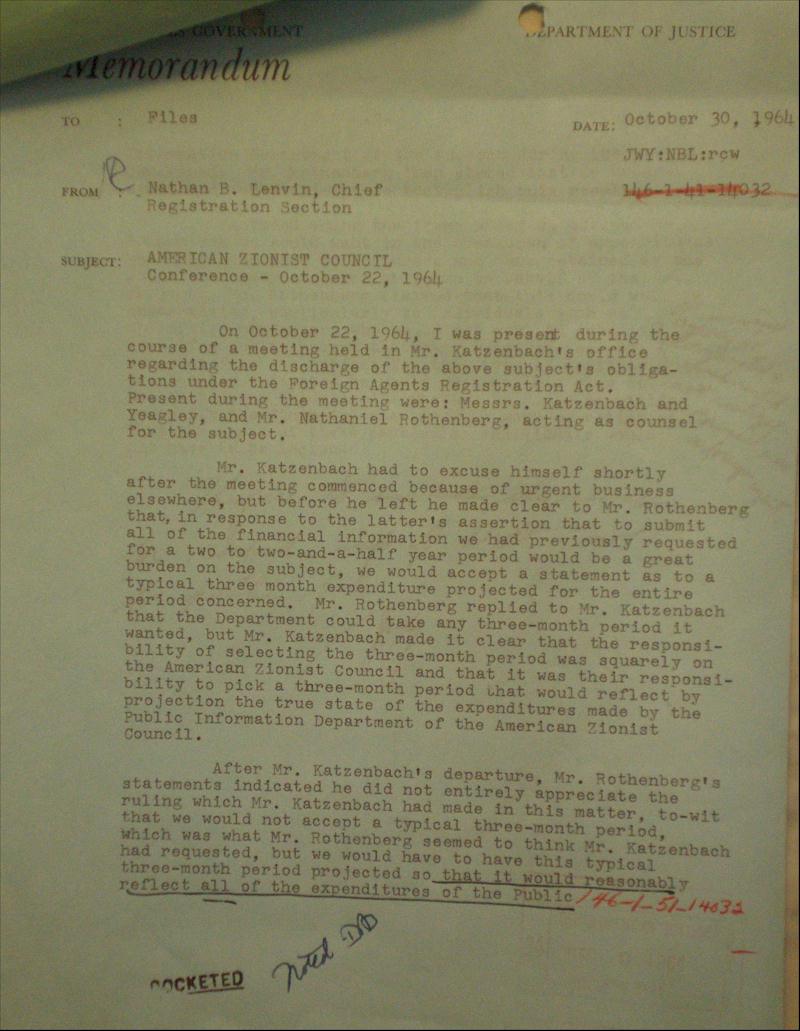 GOVERNMENT
DEPARTMENT OF JUSTICE
Memorandum
TO : Files
DATE: October 30, 1964
JWY:NBL:rcw
FROM : Nathan B. Lenvin, Chief
146-1-41-14032
Registration Section
SUBJECT: AMERICAN ZIONIST COUNCIL
Conference - October 22, 1964
On October 22, 1964, I was present during the
course of a meeting held in Mr. Katzenbach's office
regarding the discharge of the above subject's obliga-
tions under the Foreign Agents Registration Act.
Present during the meeting were: Messrs. Katzenbach and
Yeagley, and Mr. Nathaniel Rothenberg, acting as counsel
for the subject.
Mr. Katzenbach had to excuse himself shortly
after the meeting commenced because of urgent business
elsewhere, but before he left he made clear to Mr. Rothenberg
that, in response to the latter's assertion that to submit
all of the financial information we had previously requested
for a two to two-and-a-half year period would be a great
burden on the subject, we would accept a statement as to a
typical three month expenditure projected for the entire
period concerned. Mr. Rothenberg replied to Mr. Katzenbach
that the Department could take any three-month period it
wanted, but Mr. Katzenbach made it clear that the responsi-
bility of selecting the three-month period was squarely on
the American Zionist Council and that it was their responsi-
bility to pick a three-month period that would reflect by
projection the true state of the expenditures made by the
Public Information Department of the American Zionist
Council.
After Mr. Katzenbach's departure, Mr. Rothenberg's
statements indicated he did not entirely appreciate the
ruling which Mr. Katzenbach had made in this matter, to-wit
that we would not accept a typical three-month period,
which was what Mr. Rothenberg seemed to think Mr. Katzenbach
had requested, but we would have to have this typical
three-month period projected so that it would reasonably
reflect all of the expenditures of the Public
146-1-51-14032
DOCKETED
Noted